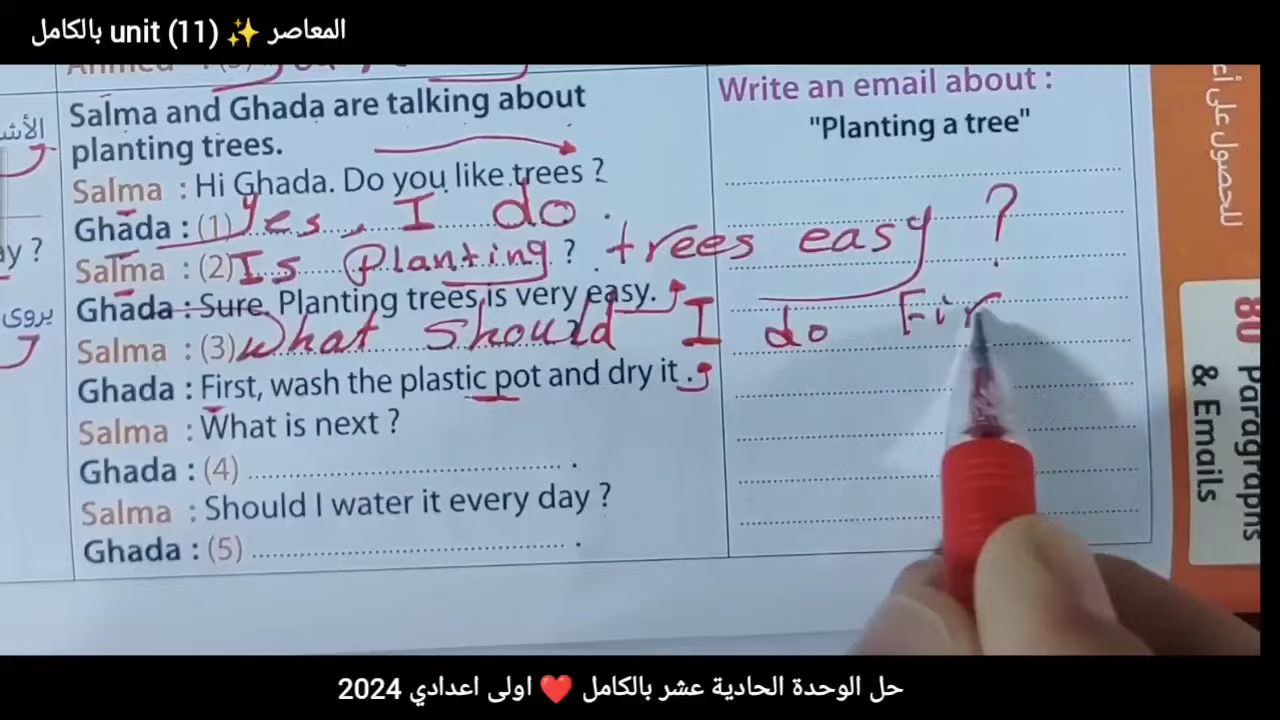 المعاصر ✨ unit (11) بالكامل
Salma and Ghada are talking about
planting trees.
Salma : Hi Ghada. Do you like trees ?
Ghada : (1) Yes, I do .
Salma : (2) Is Planting ? trees easy ?
Ghada : Sure. Planting trees is very easy.
Salma : (3) What should I do Fir
Ghada : First, wash the plastic pot and dry it .
Salma : What is next ?
Ghada : (4) .
Salma : Should I water it every day ?
Ghada : (5) .
Write an email about :
"Planting a tree"
للحصول على
80 Paragraphs
& Emails
y ?
يروى
حل الوحدة الحادية عشر بالكامل ❤️ اولى اعدادي 2024